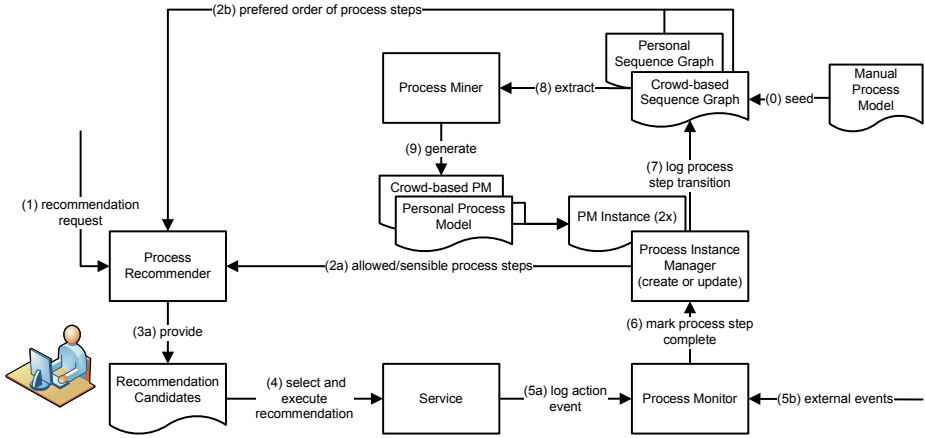 (2b) prefered order of process steps
Personal
Sequence Graph
Crowd-based
Sequence Graph
(0) seed
Manual
Process
Model
Process Miner
(8) extract
(9) generate
(7) log process
step transition
Crowd-based PM
Personal Process
Model
PM Instance (2x)
(1) recommendation
request
Process
Recommender
(2a) allowed/sensible process steps
Process Instance
Manager
(create or update)
(3a) provide
(6) mark process step
complete
Recommendation
Candidates
(4) select and
execute
recommendation
Service
(5a) log action
event
Process Monitor
(5b) external events